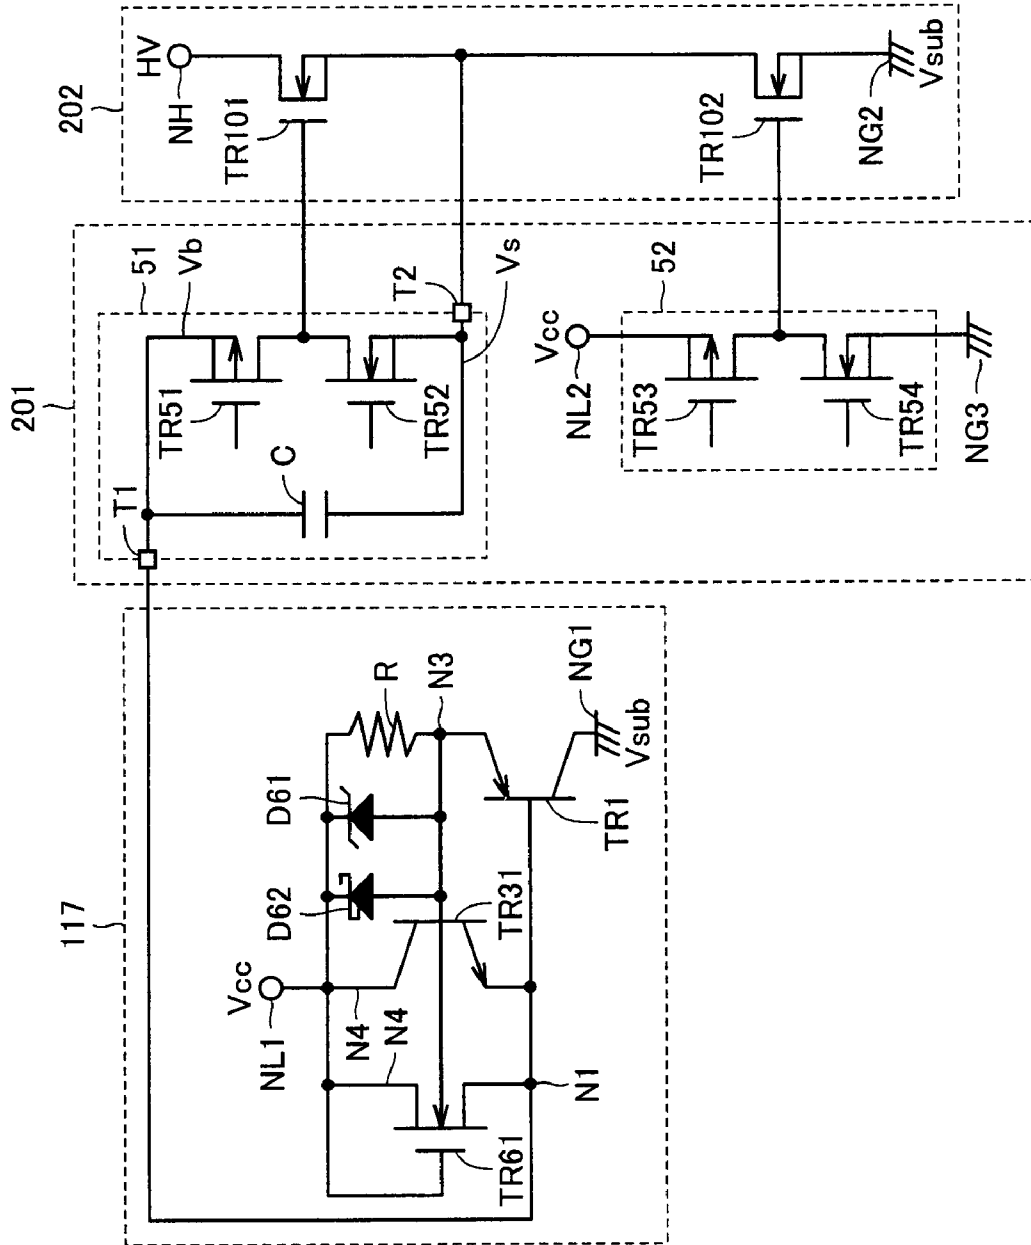 117
Vcc
NL1
N4
N4
D62
D61
R
N3
TR31
TR61
N1
TR1
NG1
Vsub
201
T1
51
Vb
TR51
C
TR52
T2
Vs
Vcc
NL2
52
TR53
TR54
NG3
202
HV
NH
TR101
TR102
NG2
Vsub